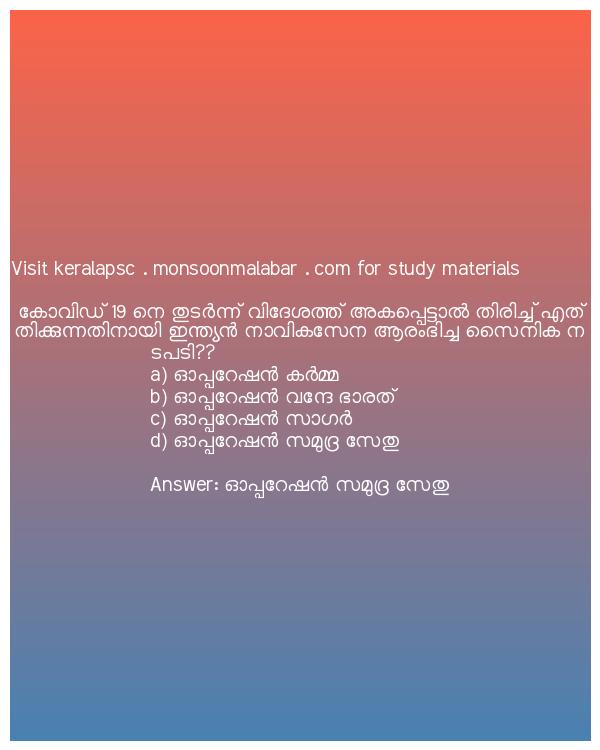 Visit keralapsc . monsoonmalabar . com for study materials
കോവിഡ് 19 നെ തുടർന്ന് വിദേശത്ത് അകപ്പെട്ടാൽ തിരിച്ച് എത്
തിക്കുന്നതിനായി ഇന്ത്യൻ നാവികസേന ആരംഭിച്ച സൈനിക ന
ടപടി??
a) ഓപ്പറേഷൻ കർമ്മ
b) ഓപ്പറേഷൻ വന്ദേ ഭാരത്
c) ഓപ്പറേഷൻ സാഗർ
d) ഓപ്പറേഷൻ സമുദ്ര സേതു
Answer: ഓപ്പറേഷൻ സമുദ്ര സേതു